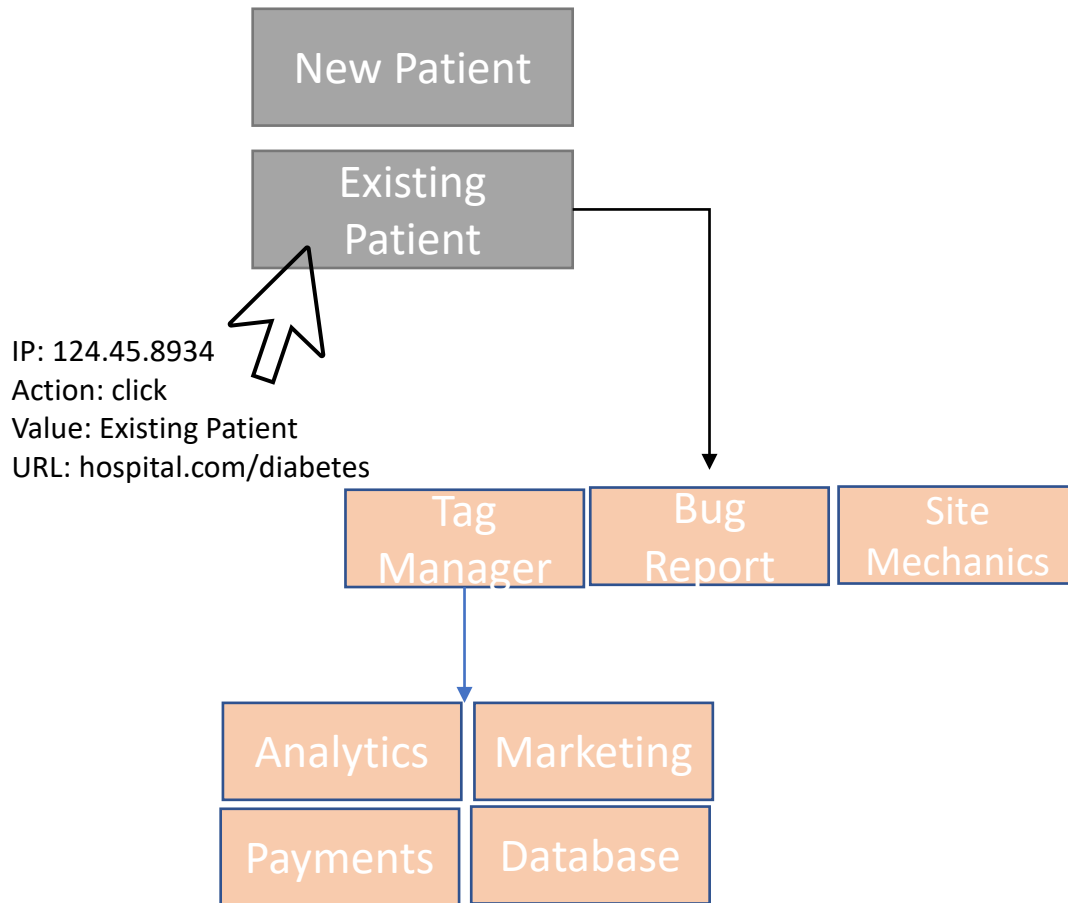 New Patient
Existing
Patient
IP: 124.45.8934
Action: click
Value: Existing Patient
URL: hospital.com/diabetes
Tag
Manager
Bug
Report
Site
Mechanics
Analytics
Marketing
Payments
Database